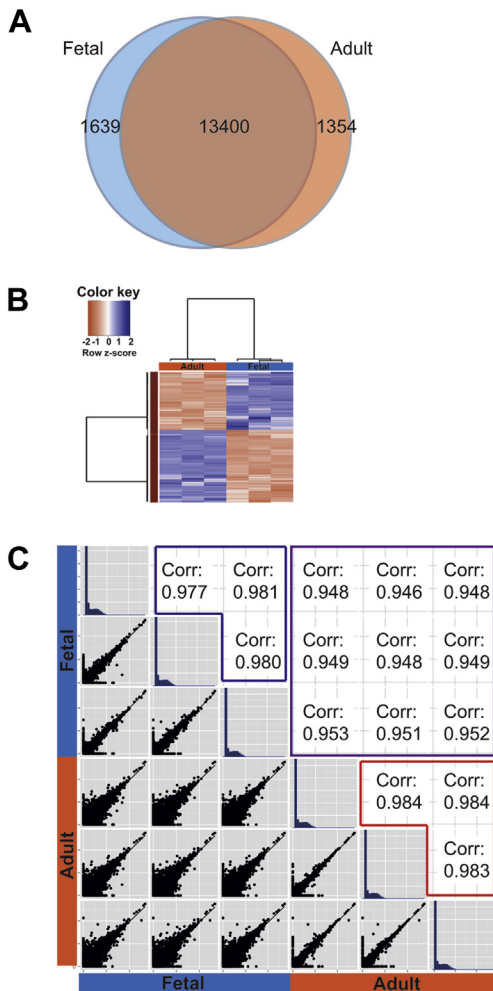 A
Fetal
Adult
1639
13400
1354
B
Color key
-2 -1 0 1 2
Row z-score
Adult
Fetal
C
Corr: Corr: Corr: Corr: Corr:
0.977 0.981 0.948 0.946 0.948
Corr: Corr: Corr: Corr:
0.980 0.949 0.948 0.949
Corr: Corr: Corr:
0.953 0.951 0.952
Corr: Corr:
0.984 0.984
Corr:
0.983
Fetal
Adult
Fetal
Adult